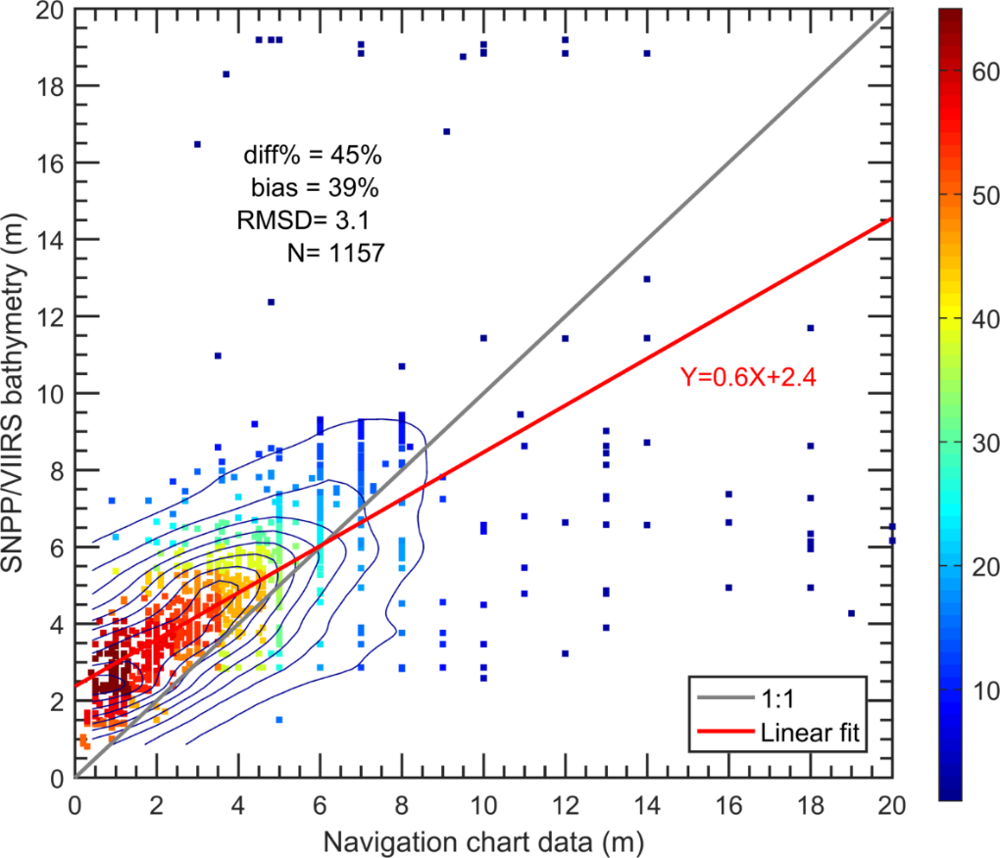 20
18
16
14
12
10
8
6
4
2
0
SNPP/VIIRS bathymetry (m)
diff% = 45%
bias = 39%
RMSD= 3.1
N= 1157
Y=0.6X+2.4
1:1
Linear fit
0 2 4 6 8 10 12 14 16 18 20
Navigation chart data (m)
60
50
40
30
20
10